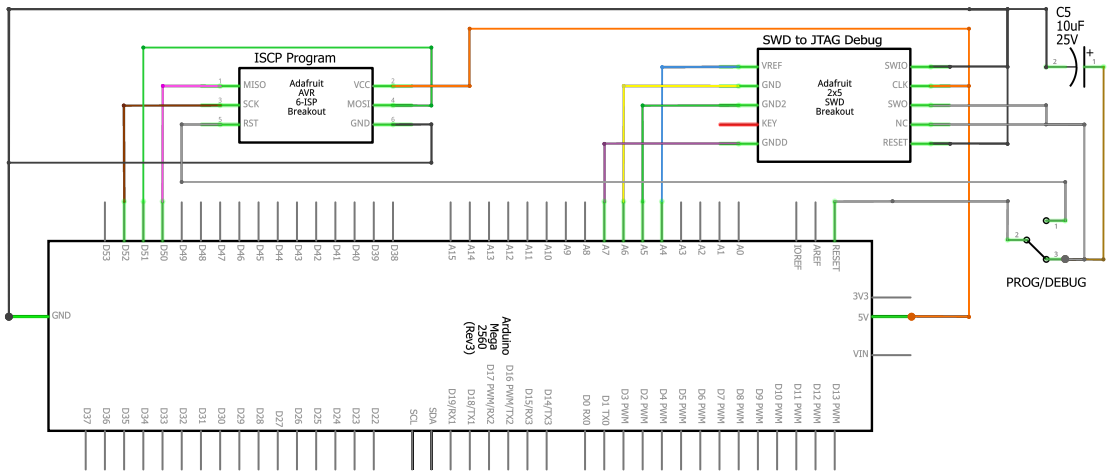 C5
10uF
25V
+
2
1
ISCP Program
SWD to JTAG Debug
Adafruit
AVR
6-ISP
Breakout
1
MISO
3
SCK
5
RST
VCC
2
MOSI
4
GND
6
Adafruit
2x5
SWD
Breakout
VREF
GND
GND2
KEY
GNDD
SWIO
CLK
SWO
NC
RESET
1
2
3
PROG/DEBUG
D53
D52
D51
D50
D49
D48
D47
D46
D45
D44
D43
D42
D41
D40
D39
D38
A15
A14
A13
A12
A11
A10
A9
A8
A7
A6
A5
A4
A3
A2
A1
A0
IOREF
AREF
RESET
GND
3V3
5V
VIN
Arduino
Mega
2560
(Rev3)
D37
D36
D35
D34
D33
D32
D31
D30
D29
D28
D27
D26
D25
D24
D23
D22
SCL
SDA
D19/RX1
D18/TX1
D17 PWM/RX2
D16 PWM/TX2
D15/RX3
D14/TX3
D0 RX0
D1 TX0
D3 PWM
D2 PWM
D4 PWM
D5 PWM
D6 PWM
D7 PWM
D8 PWM
D9 PWM
D10 PWM
D11 PWM
D12 PWM
D13 PWM